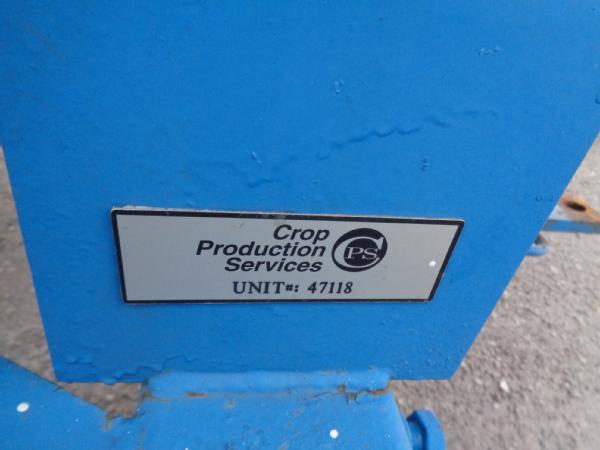 Crop
Production
Services
CPS
UNIT#: 47118